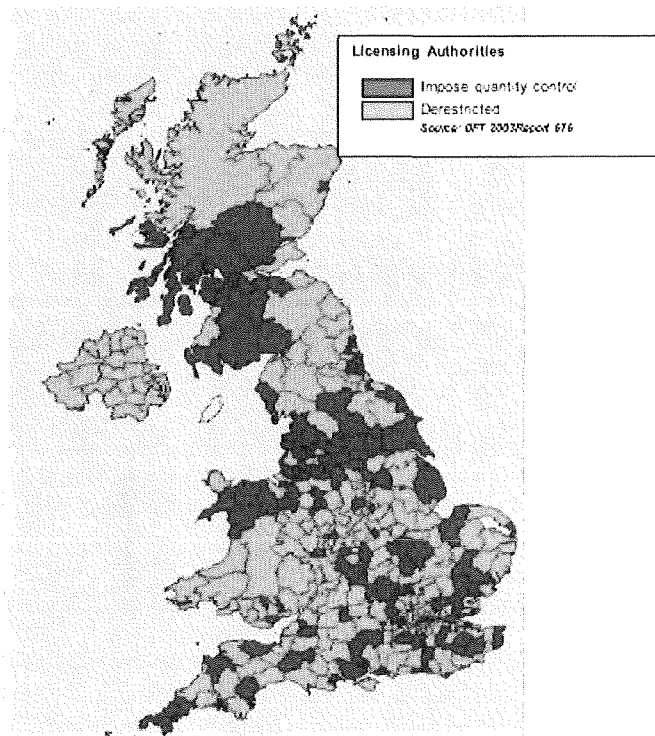 Licensing Authorities
Impose quantity control
Derestricted
Source: OFT 2003/Report 676